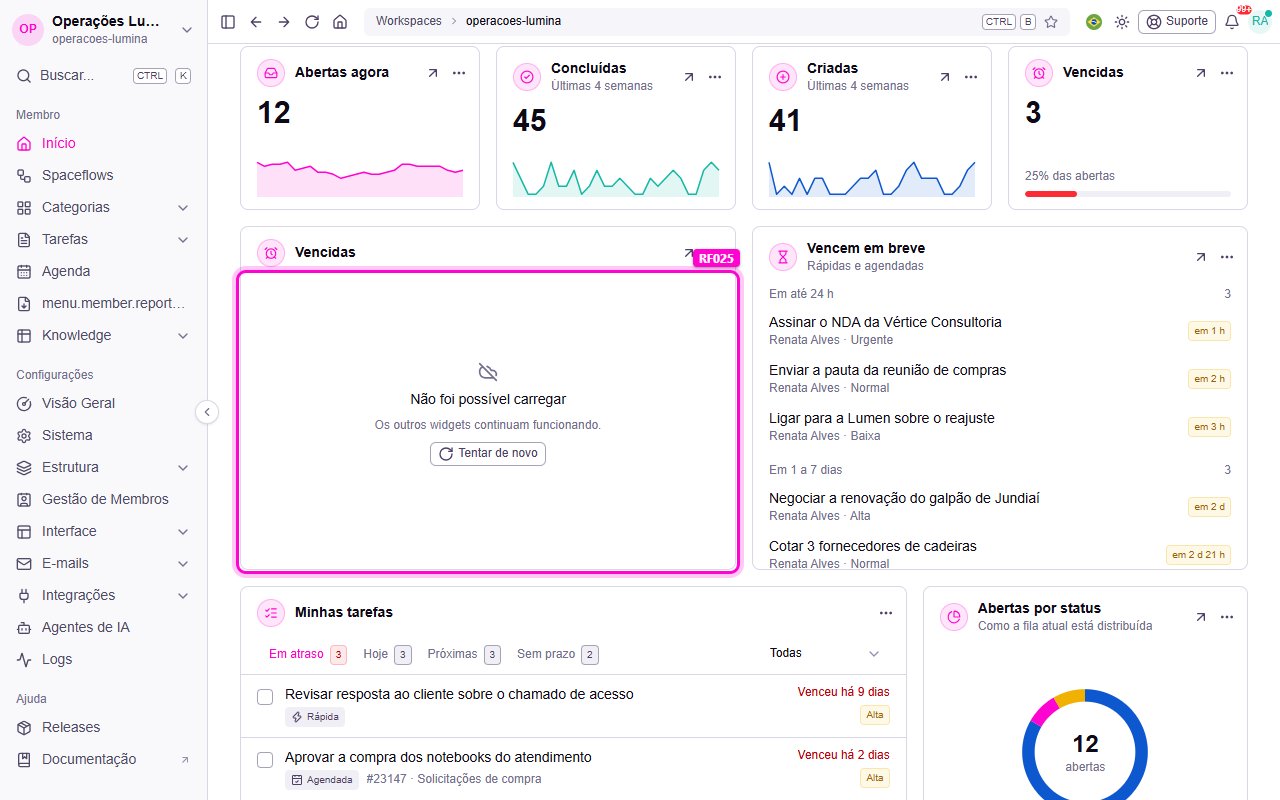 OP
Operações Lu...
operacoes-lumina
Buscar...
CTRL K
Membro
Início
Spaceflows
Categorias
Tarefas
Agenda
menu.member.report...
Knowledge
Configurações
Visão Geral
Sistema
Estrutura
Gestão de Membros
Interface
E-mails
Integrações
Agentes de IA
Logs
Ajuda
Releases
Documentação
Workspaces > operacoes-lumina
CTRL B
Suporte
99+
RA
Abertas agora
12
Concluídas
Últimas 4 semanas
45
Criadas
Últimas 4 semanas
41
Vencidas
3
25% das abertas
Vencidas
RF025
Não foi possível carregar
Os outros widgets continuam funcionando.
Tentar de novo
Vencem em breve
Rápidas e agendadas
Em até 24 h 3
Assinar o NDA da Vértice Consultoria
Renata Alves · Urgente
em 1 h
Enviar a pauta da reunião de compras
Renata Alves · Normal
em 2 h
Ligar para a Lumen sobre o reajuste
Renata Alves · Baixa
em 3 h
Em 1 a 7 dias 3
Negociar a renovação do galpão de Jundiaí
Renata Alves · Alta
em 2 d
Cotar 3 fornecedores de cadeiras
Renata Alves · Normal
em 2 d 21 h
Minhas tarefas
Em atraso 3 Hoje 3 Próximas 3 Sem prazo 2 Todas
Revisar resposta ao cliente sobre o chamado de acesso
Venceu há 9 dias
Rápida
Alta
Aprovar a compra dos notebooks do atendimento
Venceu há 2 dias
Agendada #23147 · Solicitações de compra
Alta
Abertas por status
Como a fila atual está distribuída
12
abertas